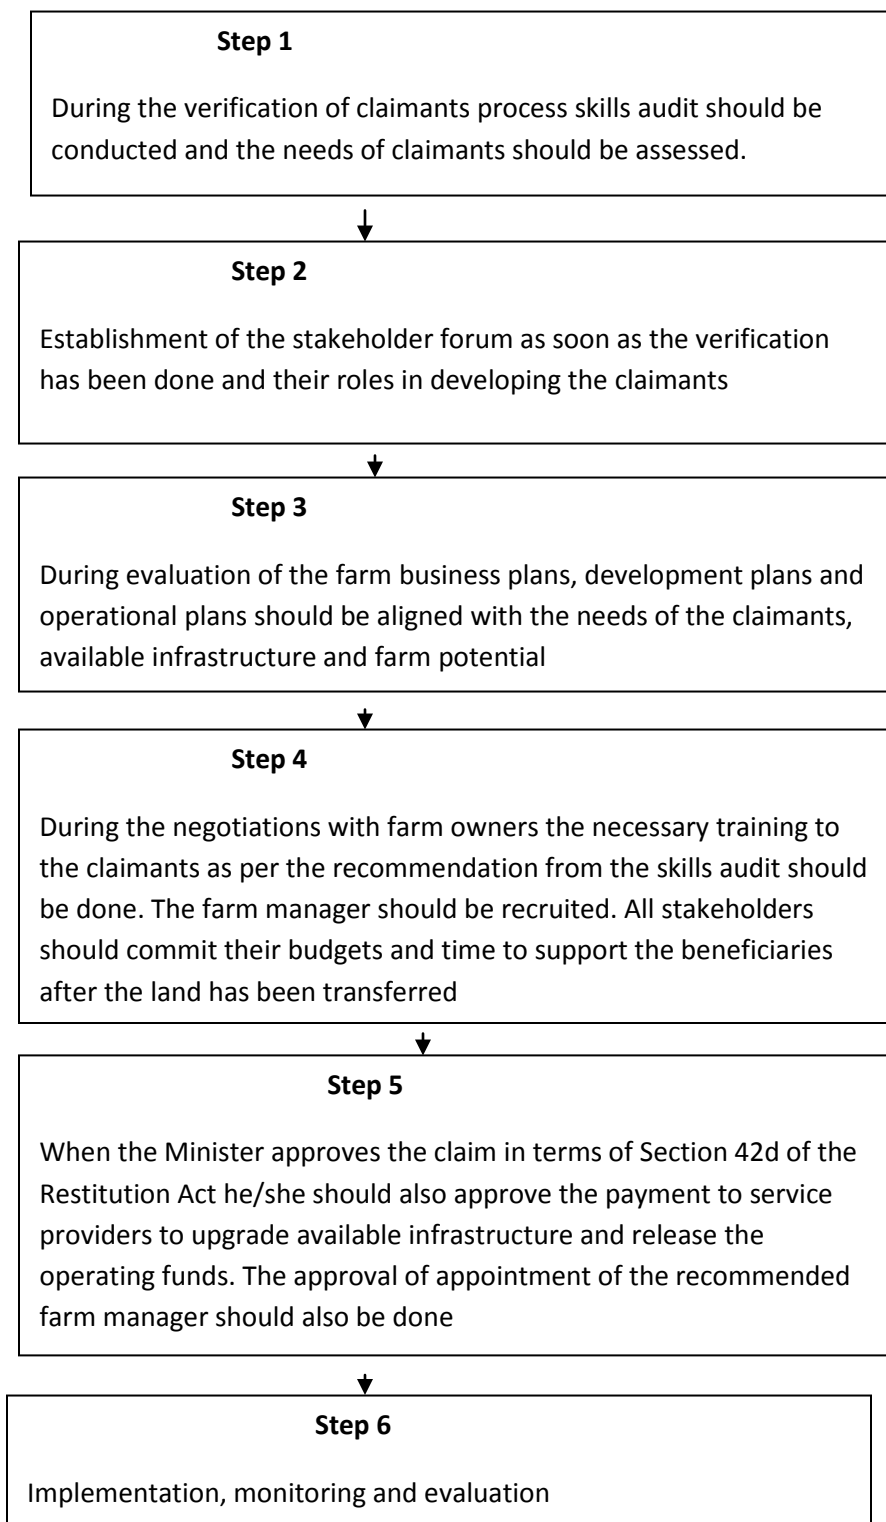 Step 1
During the verification of claimants process skills audit should be
conducted and the needs of claimants should be assessed.
Step 2
Establishment of the stakeholder forum as soon as the verification
has been done and their roles in developing the claimants
Step 3
During evaluation of the farm business plans, development plans and
operational plans should be aligned with the needs of the claimants,
available infrastructure and farm potential
Step 4
During the negotiations with farm owners the necessary training to
the claimants as per the recommendation from the skills audit should
be done. The farm manager should be recruited. All stakeholders
should commit their budgets and time to support the beneficiaries
after the land has been transferred
Step 5
When the Minister approves the claim in terms of Section 42d of the
Restitution Act he/she should also approve the payment to service
providers to upgrade available infrastructure and release the
operating funds. The approval of appointment of the recommended
farm manager should also be done
Step 6
Implementation, monitoring and evaluation